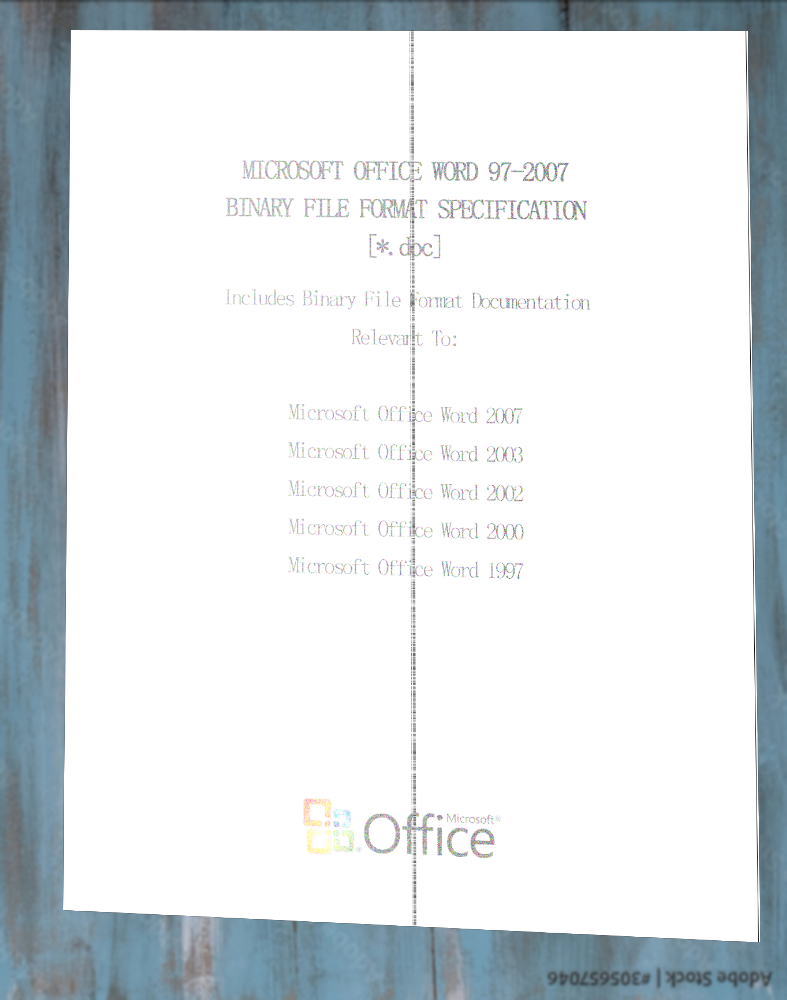 MICROSOFT OFFICE WORD 97-2007
BINARY FILE FORMAT SPECIFICATION
[*.doc]
Includes Binary File Format Documentation
Relevant To:
Microsoft Office Word 2007
Microsoft Office Word 2003
Microsoft Office Word 2002
Microsoft Office Word 2000
Microsoft Office Word 1997
Microsoft®
Office
Adobe Stock | #305657046